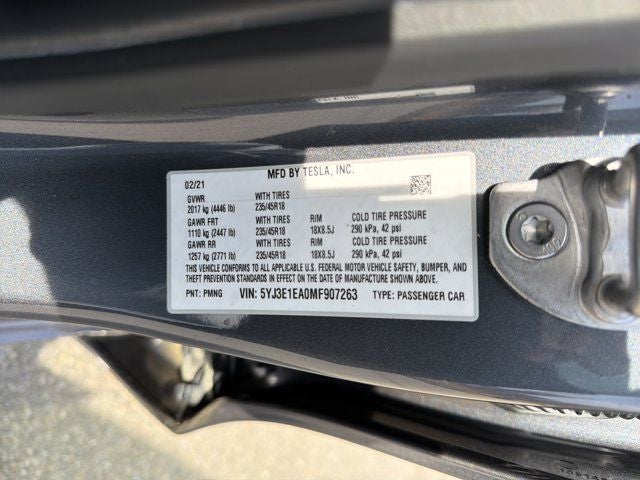 MFD BY TESLA, INC.
02/21
GVWR WITH TIRES
2017 kg (4446 lb) 235/45R18
GAWR FRT WITH TIRES RIM COLD TIRE PRESSURE
1110 kg (2447 lb) 235/45R18 18X8.5J 290 kPa, 42 psi
GAWR RR WITH TIRES RIM COLD TIRE PRESSURE
1257 kg (2771 lb) 235/45R18 18X8.5J 290 kPa, 42 psi
THIS VEHICLE CONFORMS TO ALL APPLICABLE U.S. FEDERAL MOTOR VEHICLE SAFETY, BUMPER, AND
THEFT PREVENTION STANDARDS IN EFFECT ON THE DATE OF MANUFACTURE SHOWN ABOVE.
PNT: PMNG VIN: 5YJ3E1EA0MF907263 TYPE: PASSENGER CAR